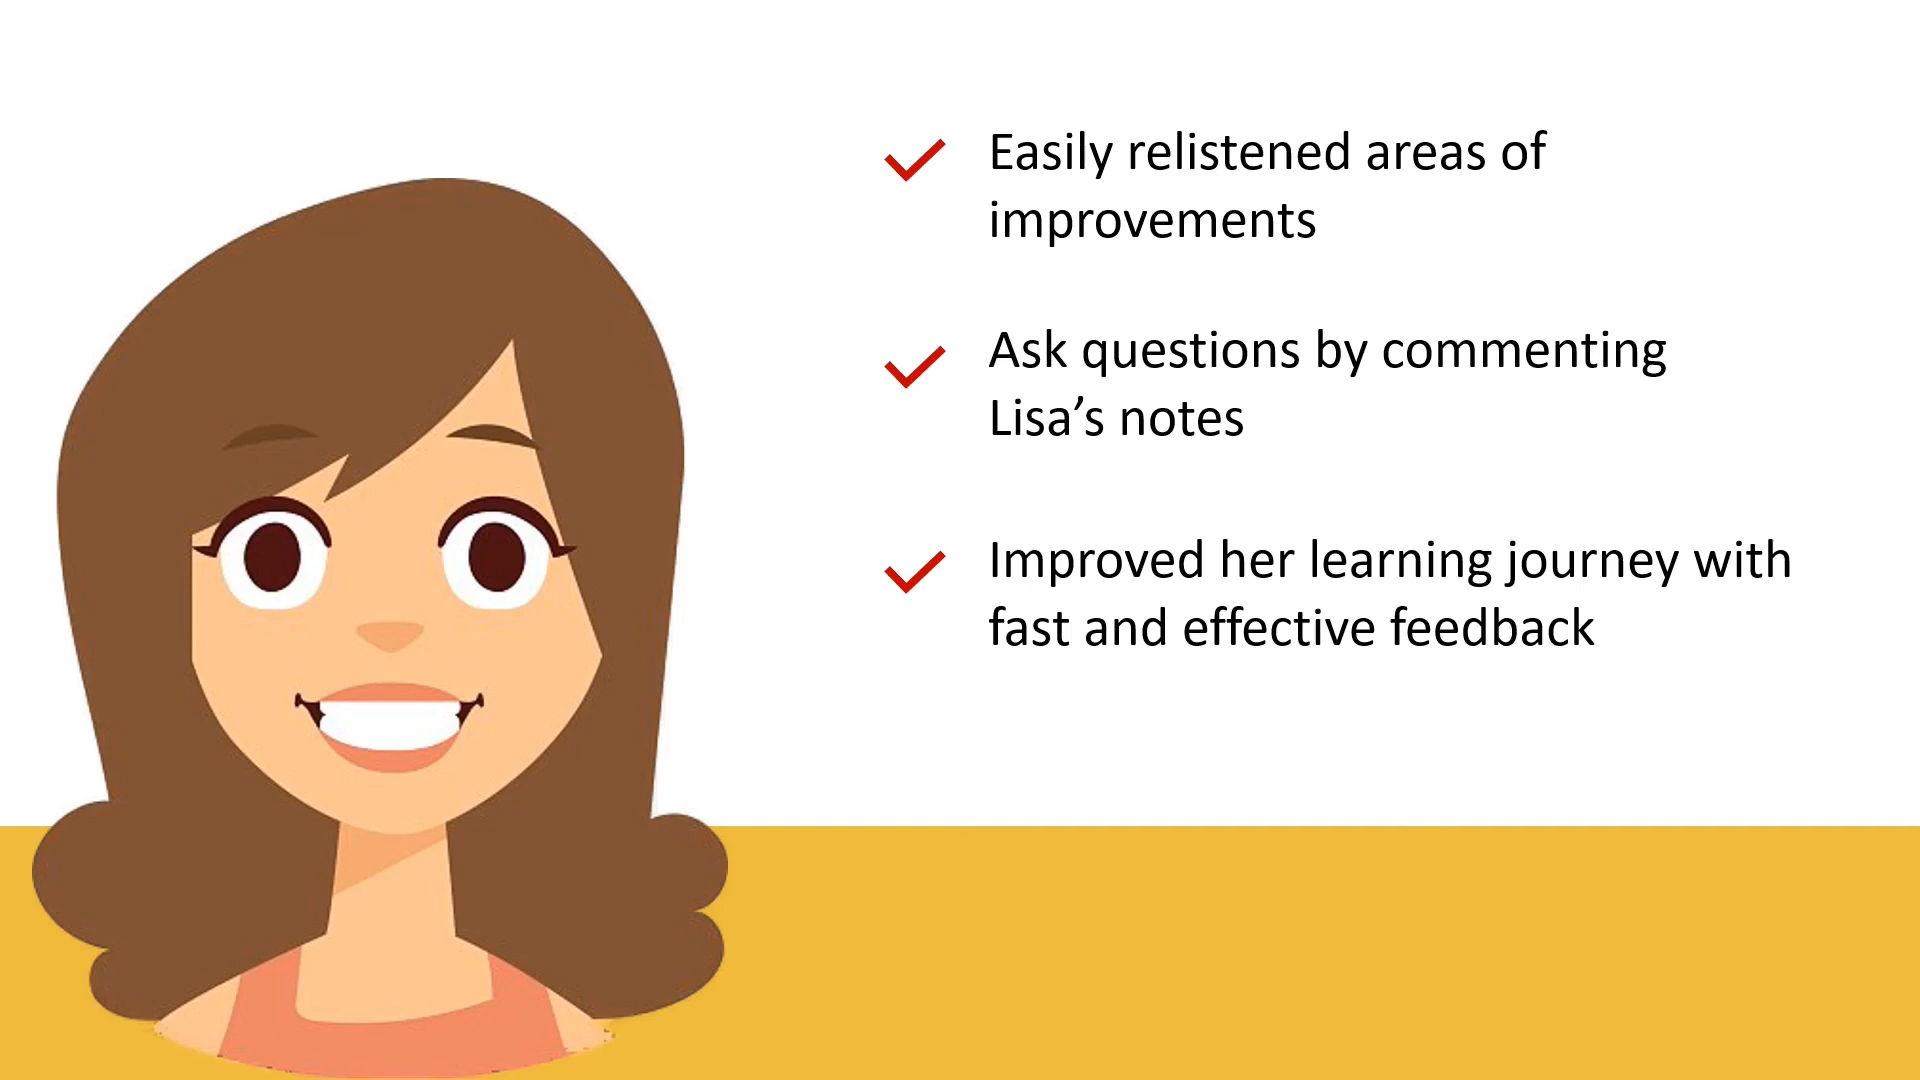 Easily relistened areas of
improvements
Ask questions by commenting
Lisa’s notes
Improved her learning journey with
fast and effective feedback